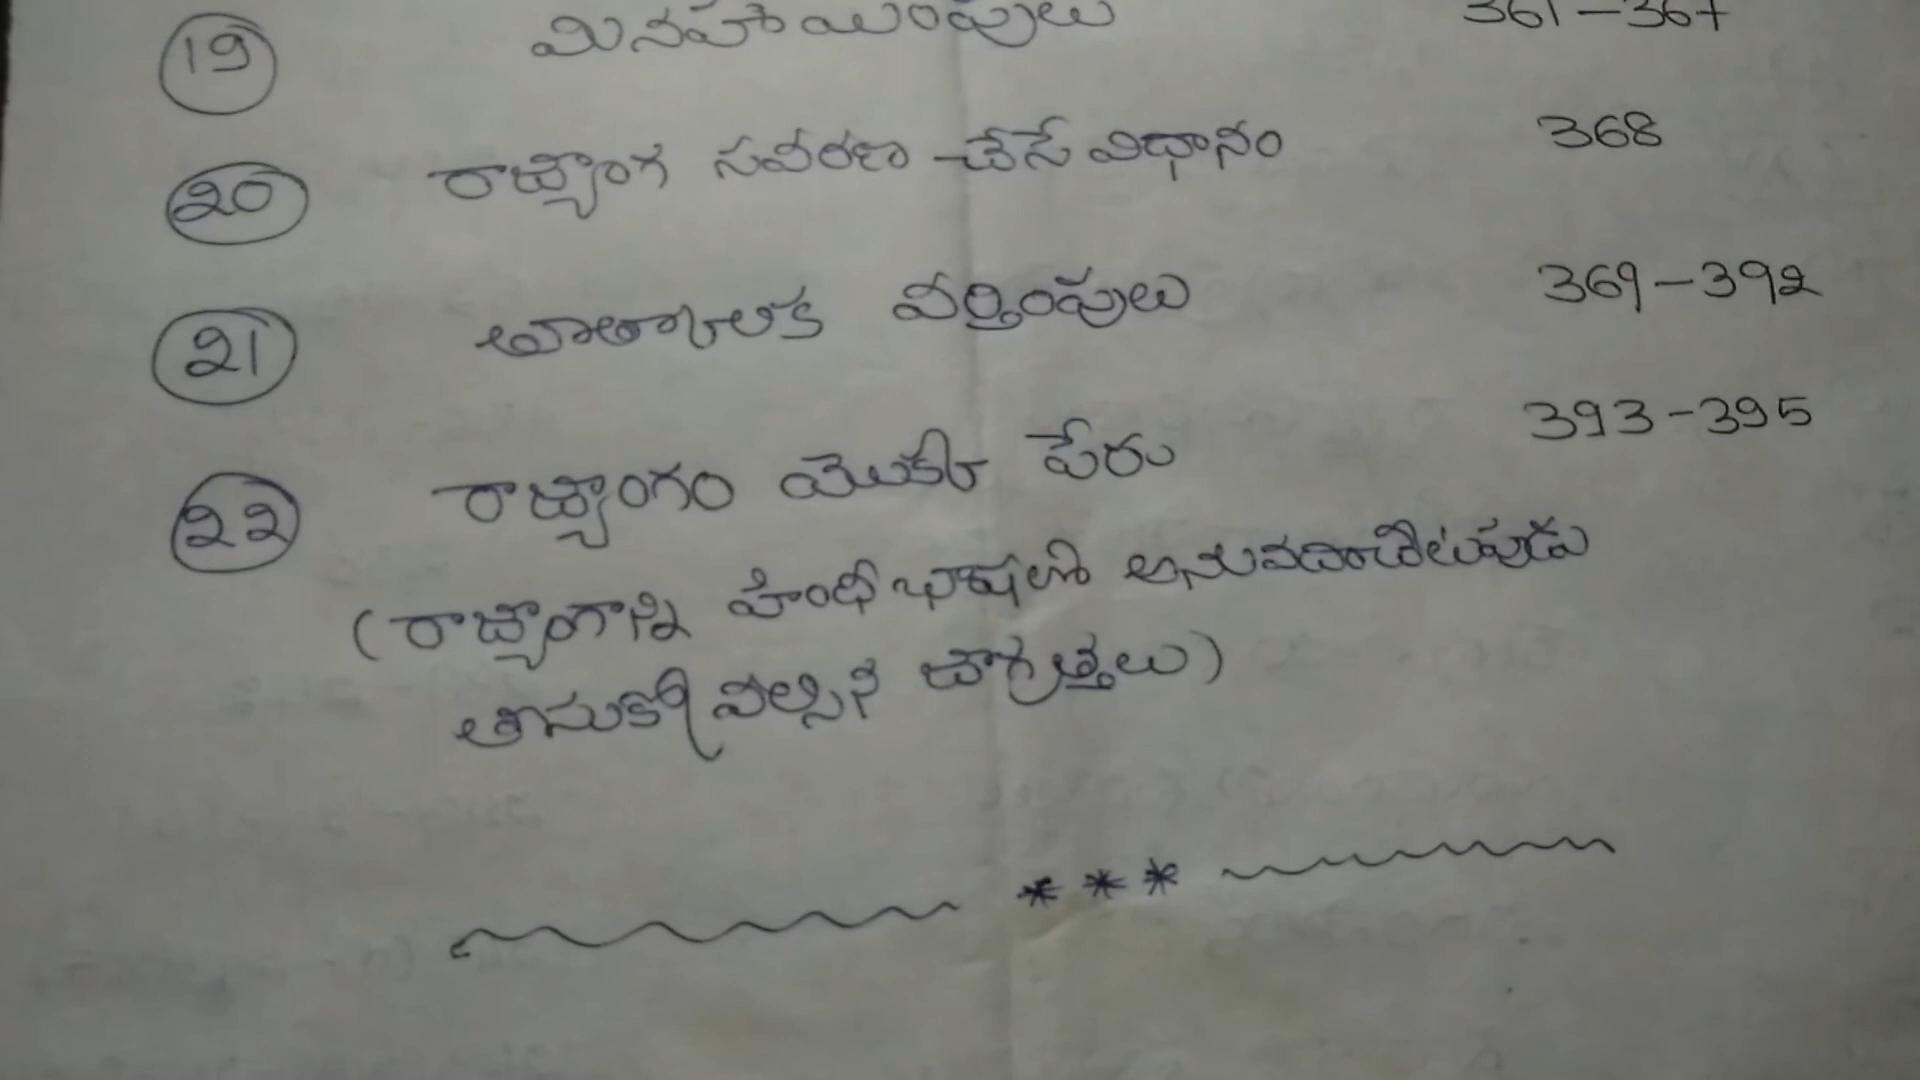 19 మినహాయింపులు 361-367
20 రాజ్యాంగ సవరణ చేసే విధానం 368
21 తాత్కాలిక వర్తింపులు 369-392
22 రాజ్యాంగం యొక్క పేరు 393-395
(రాజ్యాంగాన్ని హిందీ భాషలో అనువదించేటపుడు
తీసుకోవల్సిన జాగ్రత్తలు)
***